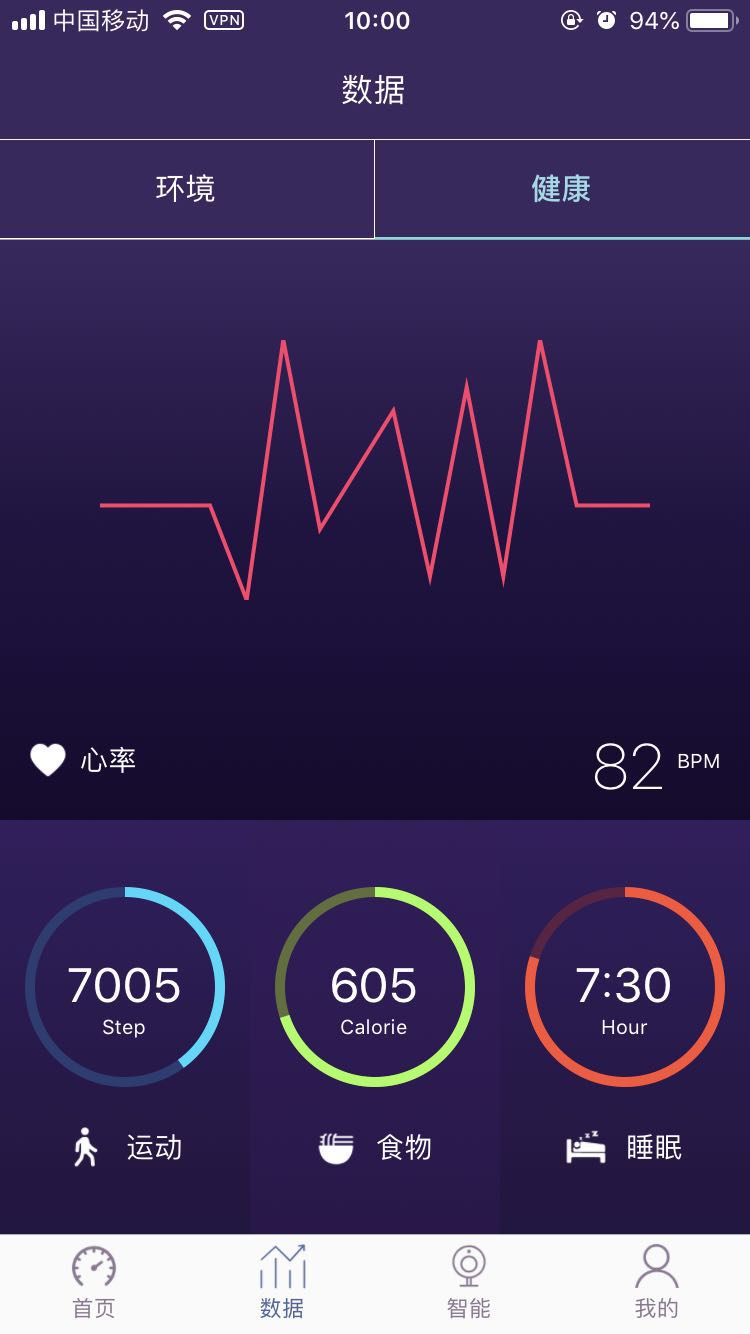 中国移动 VPN 10:00 94%
数据
环境 健康
心率 82 BPM
7005 605 7:30
Step Calorie Hour
运动 食物 睡眠
首页 数据 智能 我的